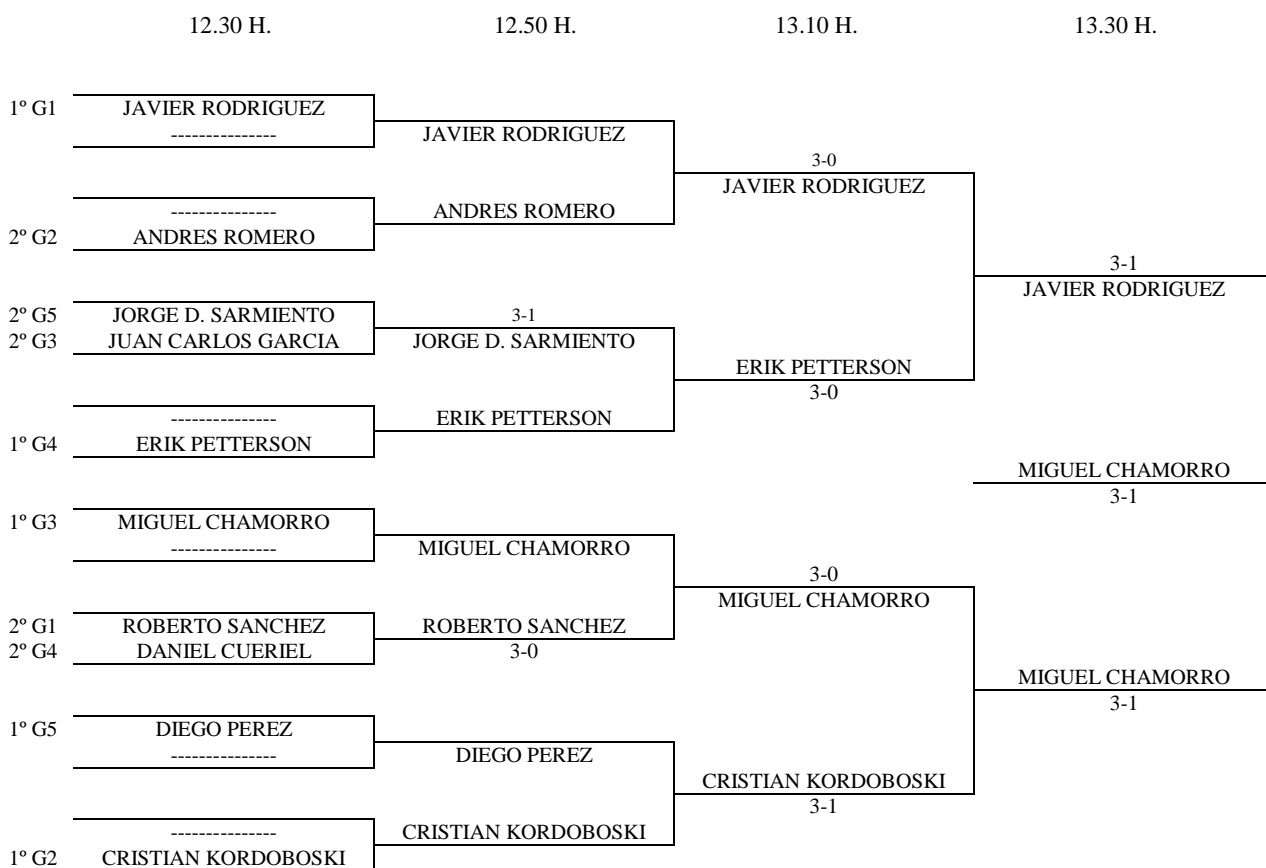 12.30 H. 12.50 H. 13.10 H. 13.30 H.
1º G1 JAVIER RODRIGUEZ
---------------
JAVIER RODRIGUEZ
3-0
JAVIER RODRIGUEZ
---------------
ANDRES ROMERO
2º G2 ANDRES ROMERO
3-1
JAVIER RODRIGUEZ
2º G5 JORGE D. SARMIENTO
2º G3 JUAN CARLOS GARCIA
3-1
JORGE D. SARMIENTO
ERIK PETTERSON
3-0
---------------
ERIK PETTERSON
1º G4 ERIK PETTERSON
MIGUEL CHAMORRO
3-1
1º G3 MIGUEL CHAMORRO
---------------
MIGUEL CHAMORRO
3-0
MIGUEL CHAMORRO
2º G1 ROBERTO SANCHEZ
2º G4 DANIEL CUERIEL
ROBERTO SANCHEZ
3-0
MIGUEL CHAMORRO
3-1
1º G5 DIEGO PEREZ
---------------
DIEGO PEREZ
CRISTIAN KORDOBOSKI
3-1
---------------
CRISTIAN KORDOBOSKI
1º G2 CRISTIAN KORDOBOSKI